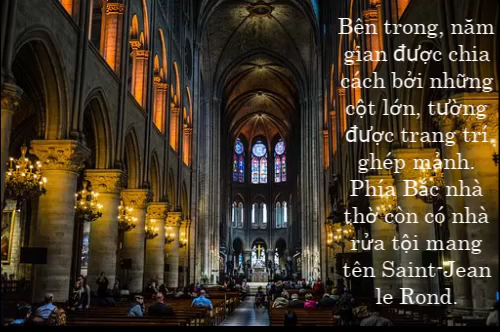 Bên trong, năm
gian được chia
cách bởi những
cột lớn, tường
được trang trí
ghép mảnh.
Phía Bắc nhà
thờ còn có nhà
rửa tội mang
tên Saint-Jean
le Rond.